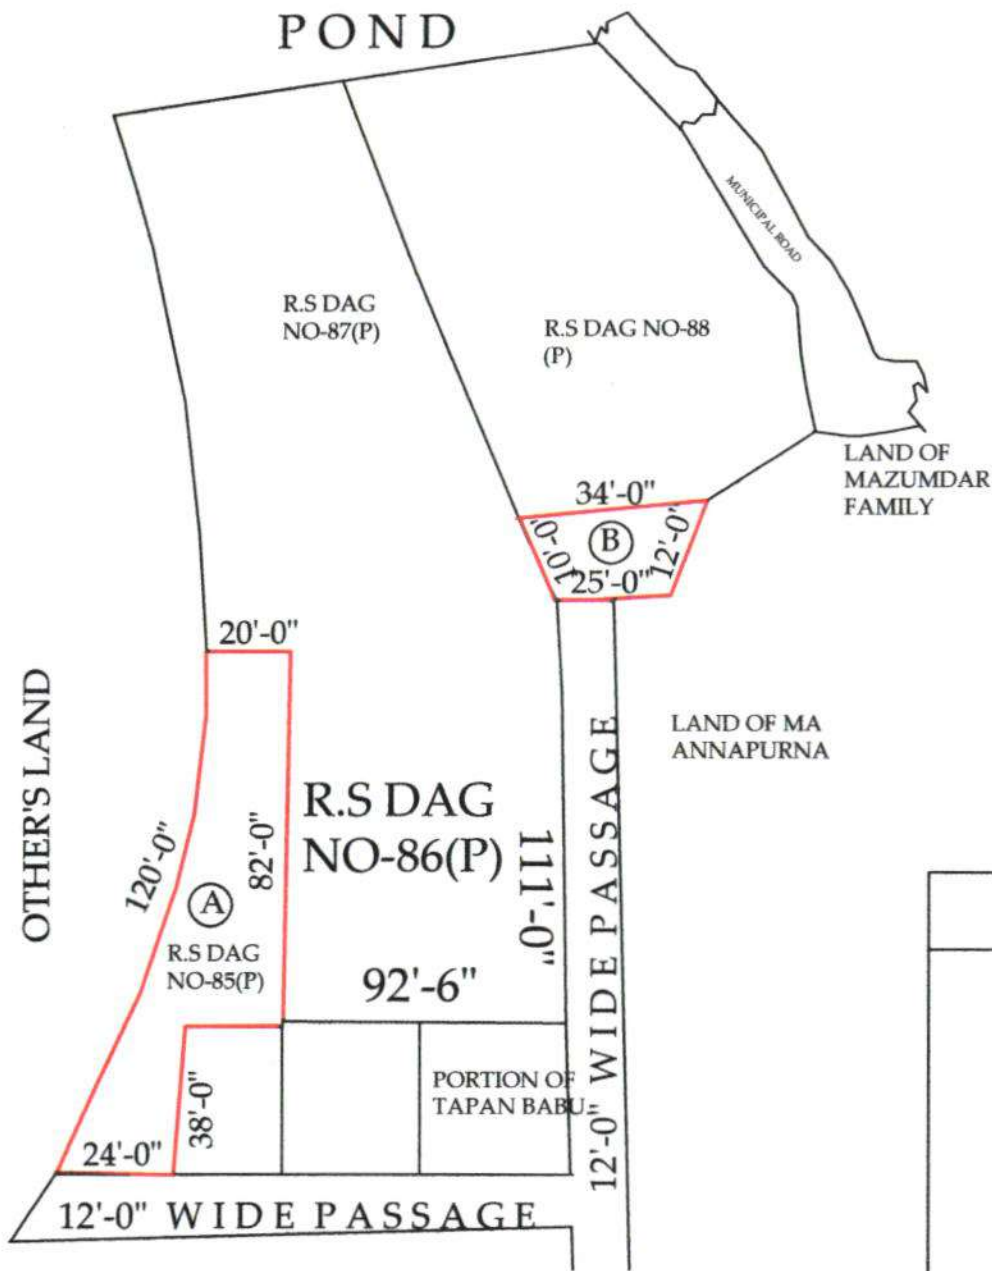 POND
MUNICIPAL ROAD
R.S DAG
NO-87(P)
R.S DAG NO-88
(P)
LAND OF
MAZUMDAR
FAMILY
34'-0"
10'-0"
B
12'-0"
25'-0"
20'-0"
OTHER'S LAND
LAND OF MA
ANNAPURNA
R.S DAG
NO-86(P)
120'-0"
82'-0"
111'-0"
A
R.S DAG
NO-85(P)
92'-6"
12'-0" WIDE PASSAGE
PORTION OF
TAPAN BABU
38'-0"
24'-0"
12'-0" WIDE PASSAGE